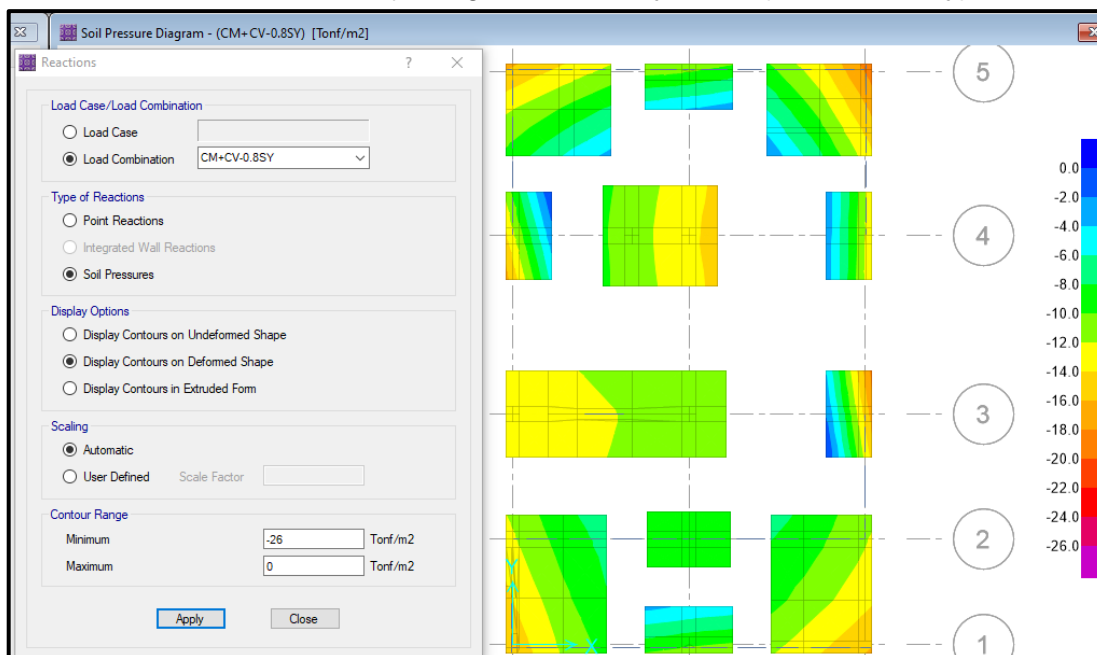 Soil Pressure Diagram - (CM+CV-0.8SY) [Tonf/m2]
Reactions
?
Load Case/Load Combination
Load Case
Load Combination
CM+CV-0.8SY
Type of Reactions
Point Reactions
Integrated Wall Reactions
Soil Pressures
Display Options
Display Contours on Undeformed Shape
Display Contours on Deformed Shape
Display Contours in Extruded Form
Scaling
Automatic
User Defined Scale Factor
Contour Range
Minimum -26 Tonf/m2
Maximum 0 Tonf/m2
Apply Close
5
4
3
2
1
Y
X
0.0
-2.0
-4.0
-6.0
-8.0
-10.0
-12.0
-14.0
-16.0
-18.0
-20.0
-22.0
-24.0
-26.0